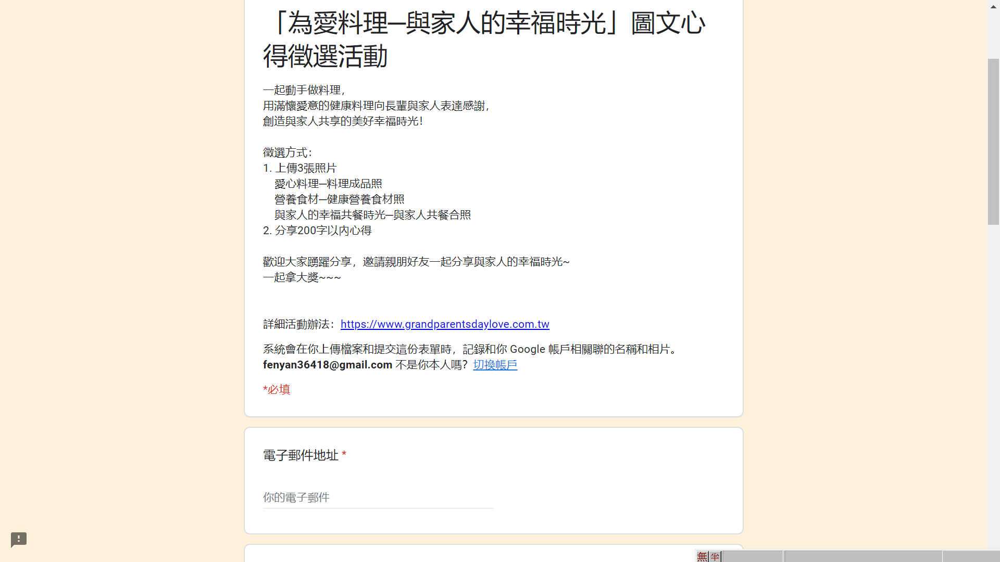 「為愛料理─與家人的幸福時光」圖文心
得徵選活動
一起動手做料理，
用滿懷愛意的健康料理向長輩與家人表達感謝，
創造與家人共享的美好幸福時光！
徵選方式：
1. 上傳3張照片
愛心料理─料理成品照
營養食材─健康營養食材照
與家人的幸福共餐時光─與家人共餐合照
2. 分享200字以內心得
歡迎大家踴躍分享，邀請親朋好友一起分享與家人的幸福時光~
一起拿大獎~~~
詳細活動辦法：https://www.grandparentsdaylove.com.tw
系統會在你上傳檔案和提交這份表單時，記錄和你 Google 帳戶相關聯的名稱和相片。
fenyan36418@gmail.com 不是你本人嗎？切換帳戶
*必填
電子郵件地址 *
你的電子郵件
無半